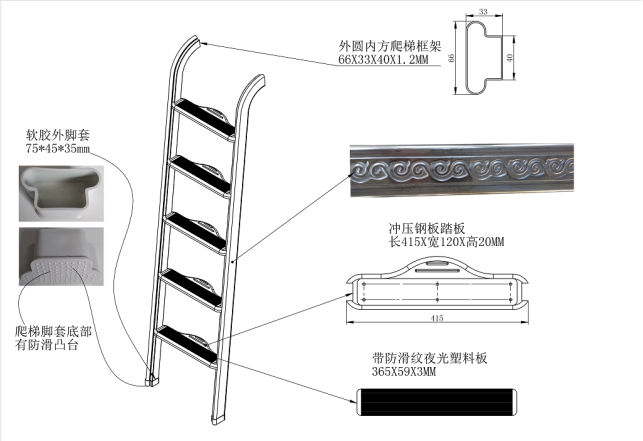 外圆内方爬梯框架
66X33X40X1.2MM
33
66
40
软胶外脚套
75*45*35mm
冲压钢板踏板
长415X宽120X高20MM
415
爬梯脚套底部
有防滑凸台
带防滑纹夜光塑料板
365X59X3MM